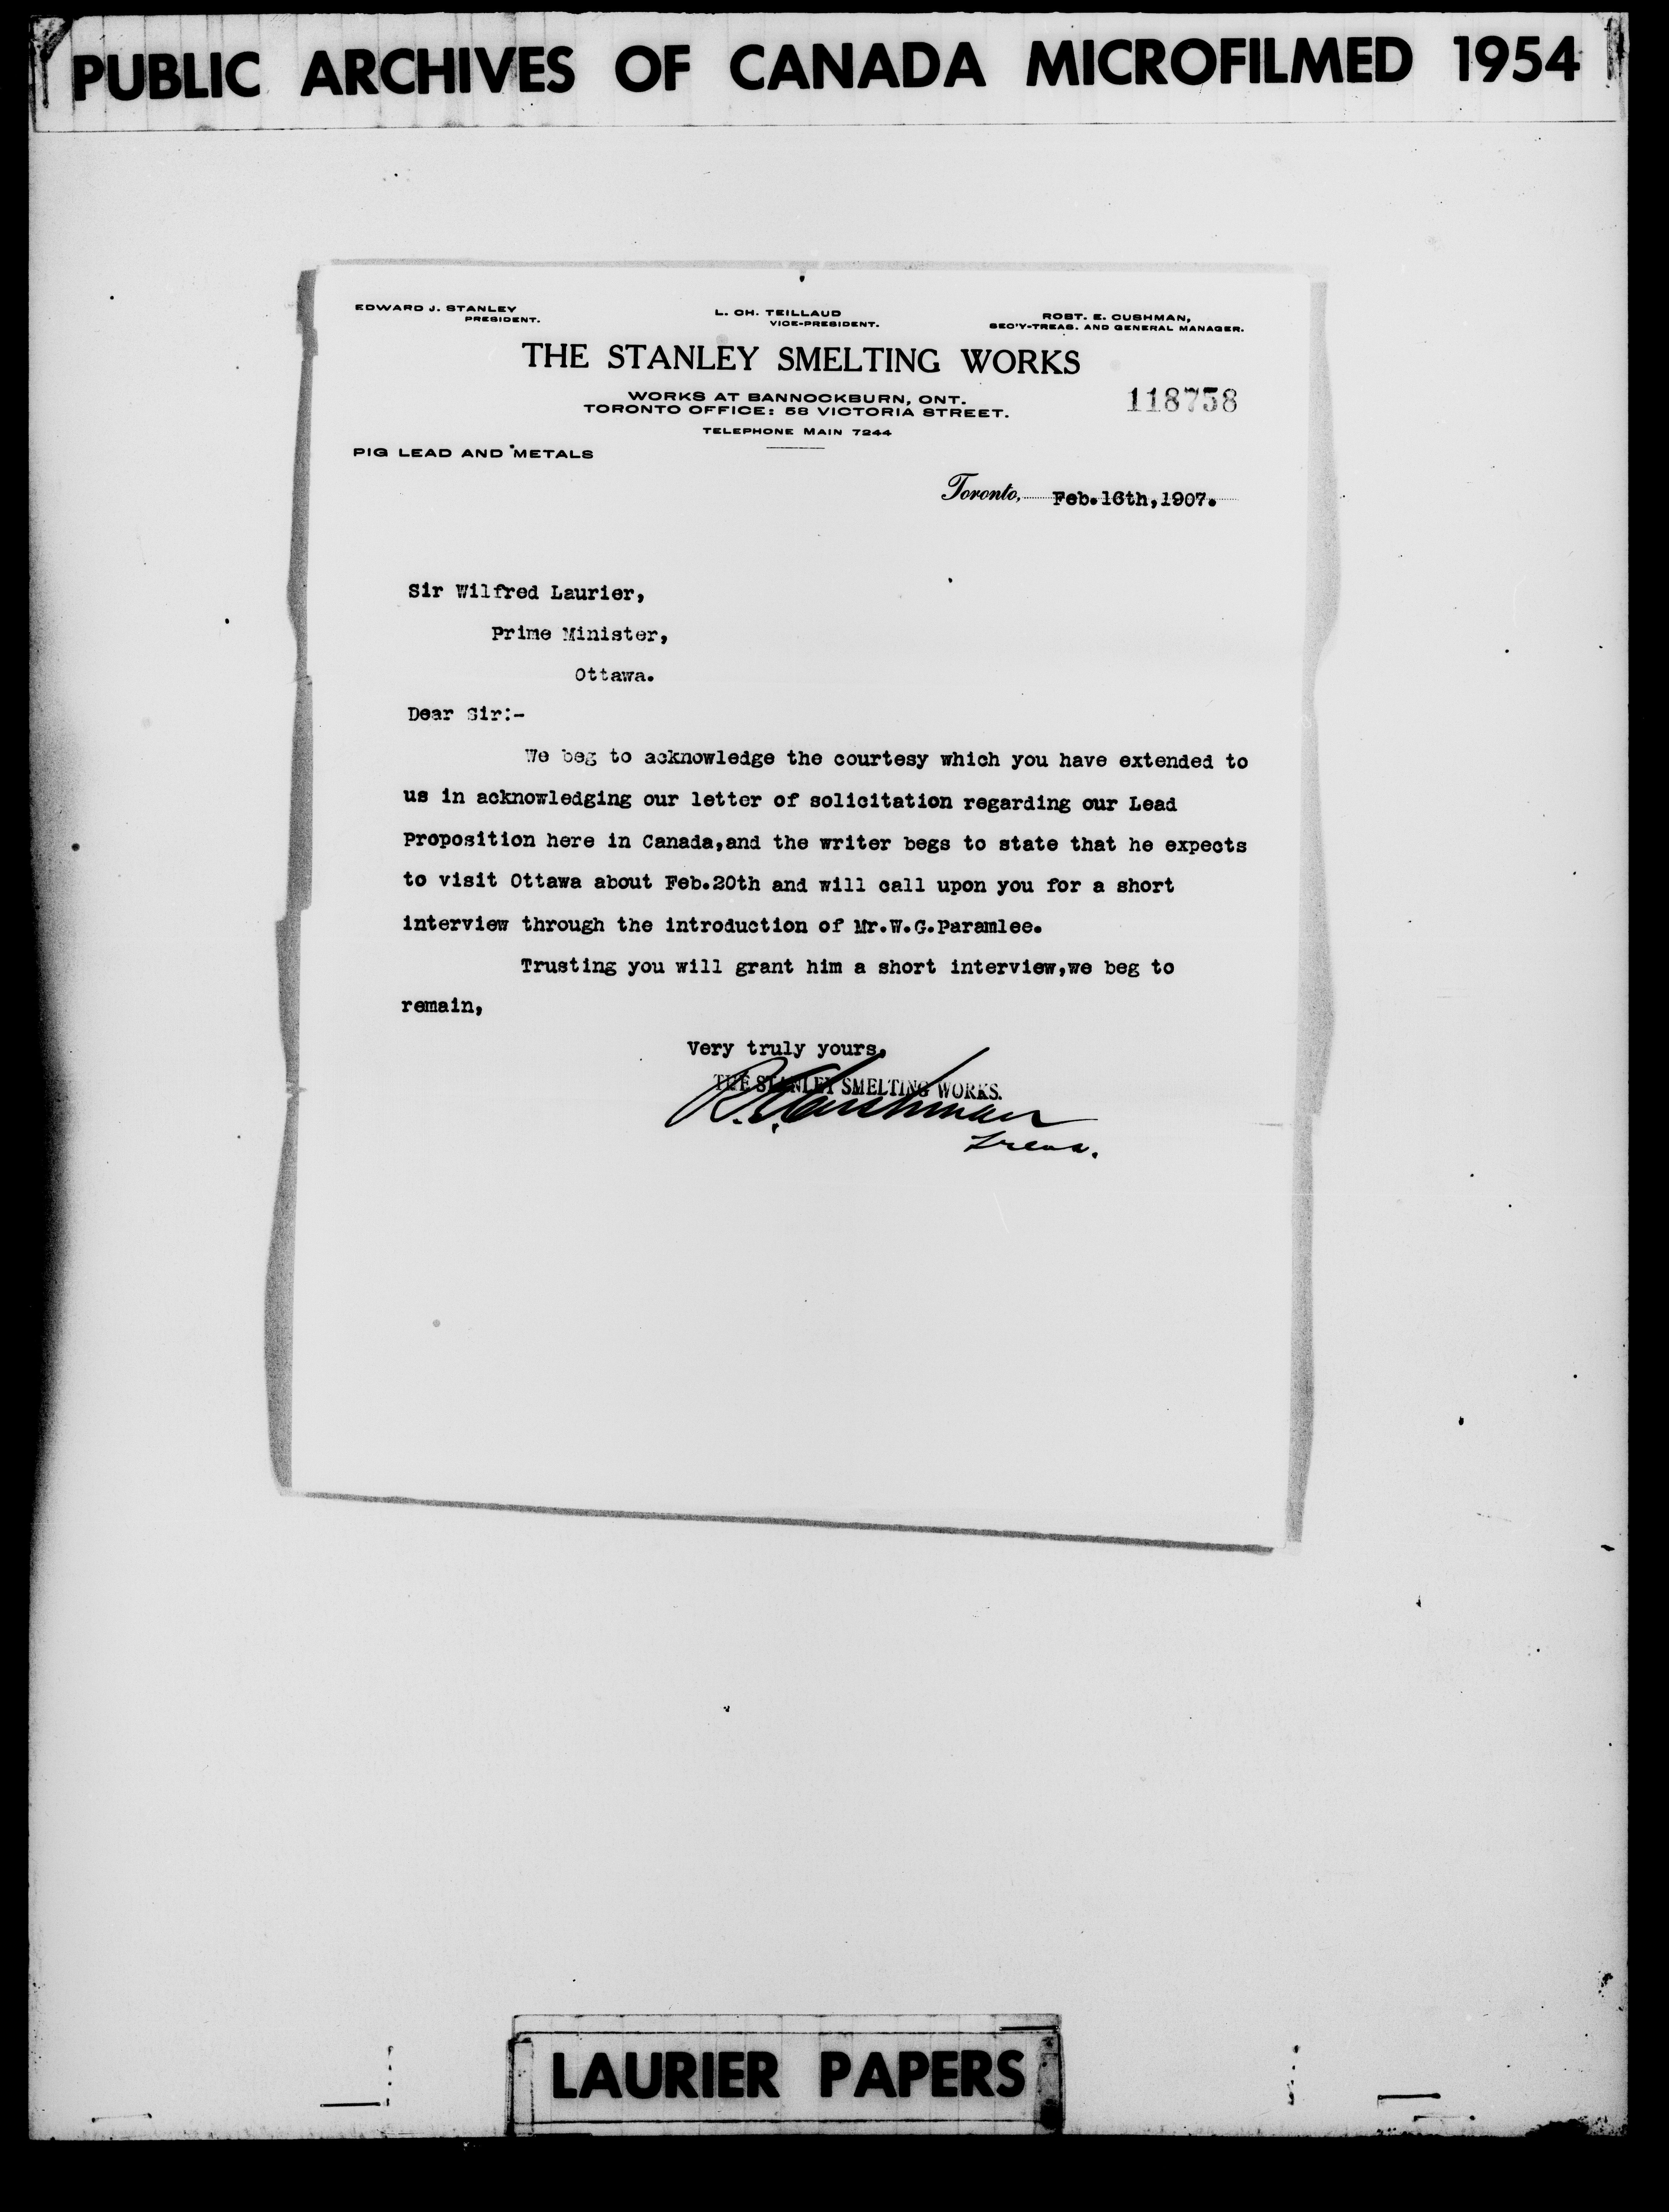 PUBLIC ARCHIVES OF CANADA MICROFILMED 1954
EDWARD J. STANLEY
PRESIDENT.
L. CH. TEILLAUD
VICE-PRESIDENT.
ROBT. E. CUSHMAN,
SEC'Y-TREAS. AND GENERAL MANAGER.
THE STANLEY SMELTING WORKS
WORKS AT BANNOCKBURN, ONT.
TORONTO OFFICE: 58 VICTORIA STREET.
118758
TELEPHONE MAIN 7244
PIG LEAD AND METALS
Toronto, Feb.16th,1907.
Sir Wilfred Laurier,
Prime Minister,
Ottawa.
Dear Sir:-
We beg to acknowledge the courtesy which you have extended to
us in acknowledging our letter of solicitation regarding our Lead
Proposition here in Canada,and the writer begs to state that he expects
to visit Ottawa about Feb.20th and will call upon you for a short
interview through the introduction of Mr.W.G.Paramlee.
Trusting you will grant him a short interview,we beg to
remain,
Very truly yours,
THE STANLEY SMELTING WORKS.
R.E. Cushman
Treas.
LAURIER PAPERS